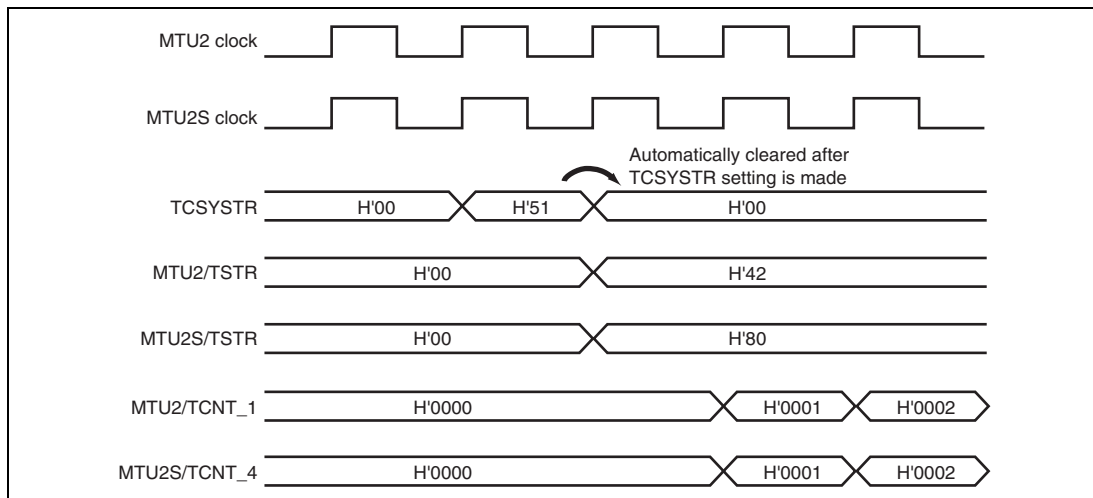 MTU2 clock
MTU2S clock
Automatically cleared after
TCSYSTR setting is made
TCSYSTR H'00 H'51 H'00
MTU2/TSTR H'00 H'42
MTU2S/TSTR H'00 H'80
MTU2/TCNT_1 H'0000 H'0001 H'0002
MTU2S/TCNT_4 H'0000 H'0001 H'0002